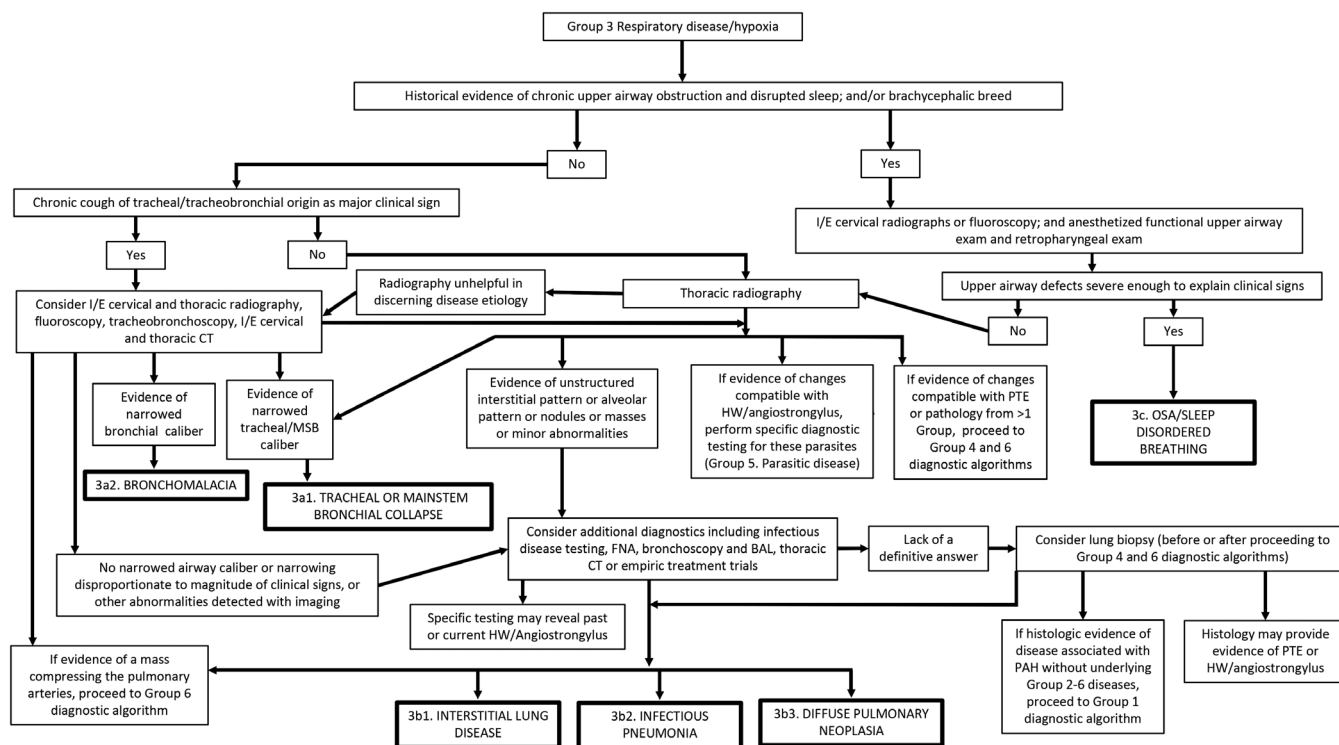 Group 3 Respiratory disease/hypoxia
Historical evidence of chronic upper airway obstruction and disrupted sleep; and/or brachycephalic breed
No
Yes
Chronic cough of tracheal/tracheobronchial origin as major clinical sign
I/E cervical radiographs or fluoroscopy; and anesthetized functional upper airway
exam and retropharyngeal exam
Yes
No
Radiography unhelpful in
discerning disease etiology
Thoracic radiography
Upper airway defects severe enough to explain clinical signs
Consider I/E cervical and thoracic radiography,
fluoroscopy, tracheobronchoscopy, I/E cervical
and thoracic CT
No
Yes
Evidence of
narrowed
bronchial caliber
Evidence of
narrowed
tracheal/MSB
caliber
Evidence of unstructured
interstitial pattern or alveolar
pattern or nodules or masses
or minor abnormalities
If evidence of changes
compatible with
HW/angiostrongylus,
perform specific diagnostic
testing for these parasites
(Group 5. Parasitic disease)
If evidence of changes
compatible with PTE
or pathology from >1
Group, proceed to
Group 4 and 6
diagnostic algorithms
3c. OSA/SLEEP
DISORDERED
BREATHING
3a2. BRONCHOMALACIA
3a1. TRACHEAL OR MAINSTEM
BRONCHIAL COLLAPSE
Consider additional diagnostics including infectious
disease testing, FNA, bronchoscopy and BAL, thoracic
CT or empiric treatment trials
Lack of a
definitive answer
Consider lung biopsy (before or after proceeding to
Group 4 and 6 diagnostic algorithms)
No narrowed airway caliber or narrowing
disproportionate to magnitude of clinical signs, or
other abnormalities detected with imaging
Specific testing may reveal past
or current HW/Angiostrongylus
If histologic evidence of
disease associated with
PAH without underlying
Group 2-6 diseases,
proceed to Group 1
diagnostic algorithm
Histology may provide
evidence of PTE or
HW/angiostrongylus
If evidence of a mass
compressing the pulmonary
arteries, proceed to Group 6
diagnostic algorithm
3b1. INTERSTITIAL LUNG
DISEASE
3b2. INFECTIOUS
PNEUMONIA
3b3. DIFFUSE PULMONARY
NEOPLASIA